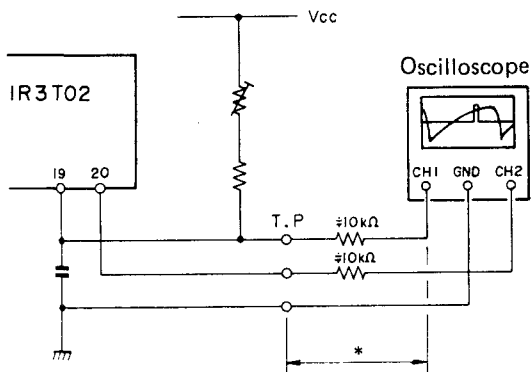 Vcc
IR3T02
Oscilloscope
19 20
CH1 GND CH2
T.P ≑10kΩ
≑10kΩ
*